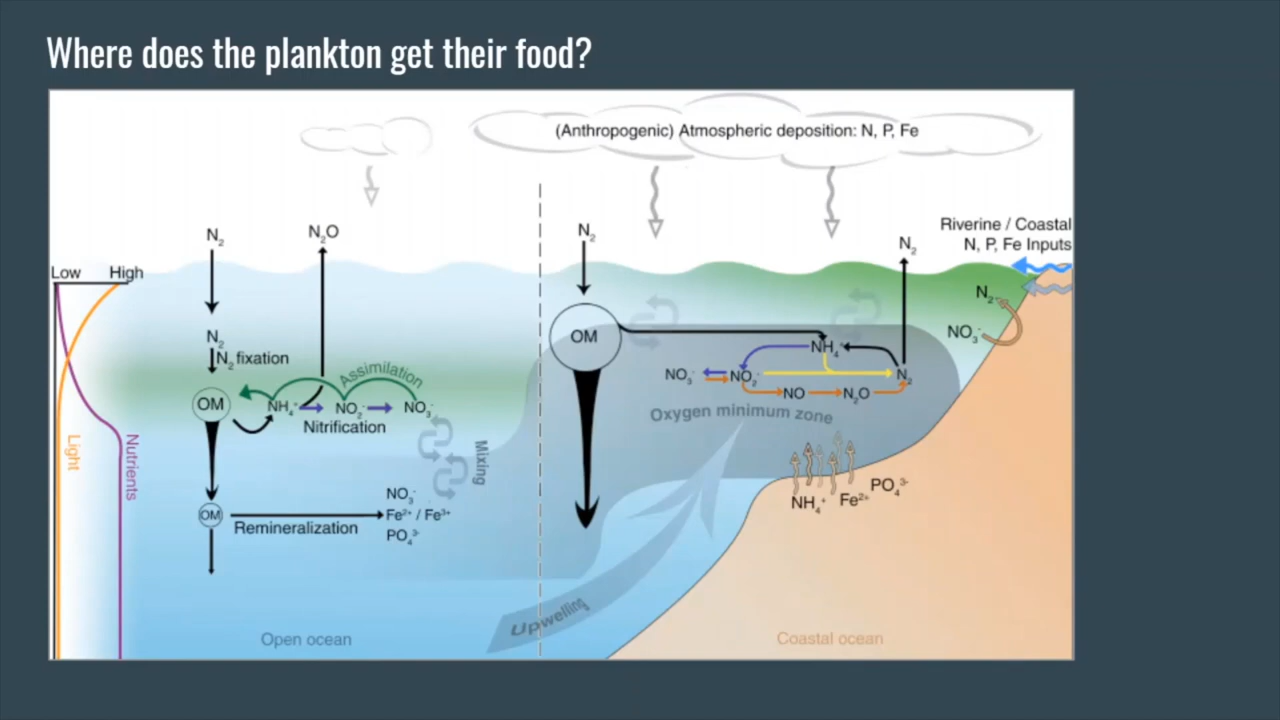 Where does the plankton get their food?
(Anthropogenic) Atmospheric deposition: N, P, Fe
Riverine / Coastal
N, P, Fe Inputs
N₂
N₂O
N₂
N₂
Low
High
N₂
N₂ fixation
OM
Assimilation
NH₄⁺
NO₂⁻
NO₃⁻
Nitrification
Mixing
Light
Nutrients
OM
Remineralization
NO₃⁻
Fe²⁺ / Fe³⁺
PO₄³⁻
Open ocean
OM
NH₄⁺
NO₃⁻
NO₂⁻
N₂
NO
N₂O
Oxygen minimum zone
N₂
NO₃⁻
NH₄⁺
Fe²⁺
PO₄³⁻
Upwelling
Coastal ocean